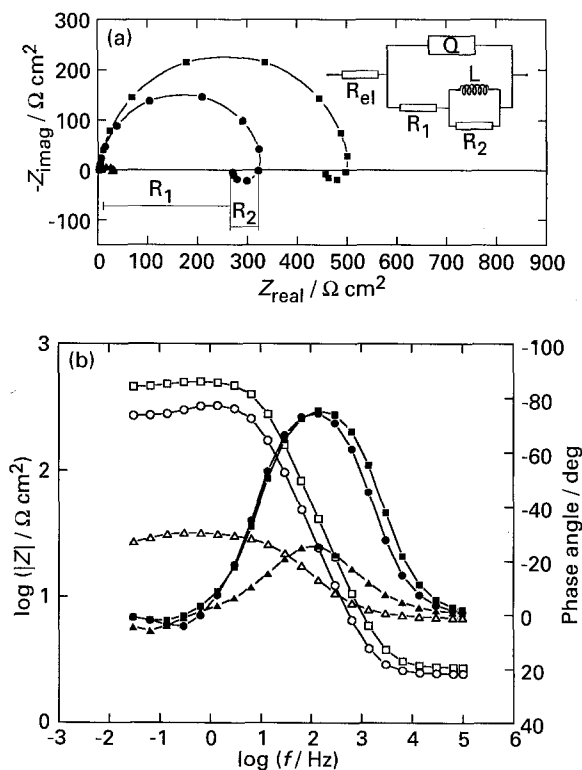 (a)
-Z_imag / Ω cm²
300
200
100
0
-100
R_el
Q
L
R_1
R_2
R_1
R_2
0 100 200 300 400 500 600 700 800 900
Z_real / Ω cm²
(b)
log (|Z| / Ω cm²)
3
2
1
0
-100
-80
-60
-40
-20
0
20
40
Phase angle / deg
-3 -2 -1 0 1 2 3 4 5 6
log (f / Hz)